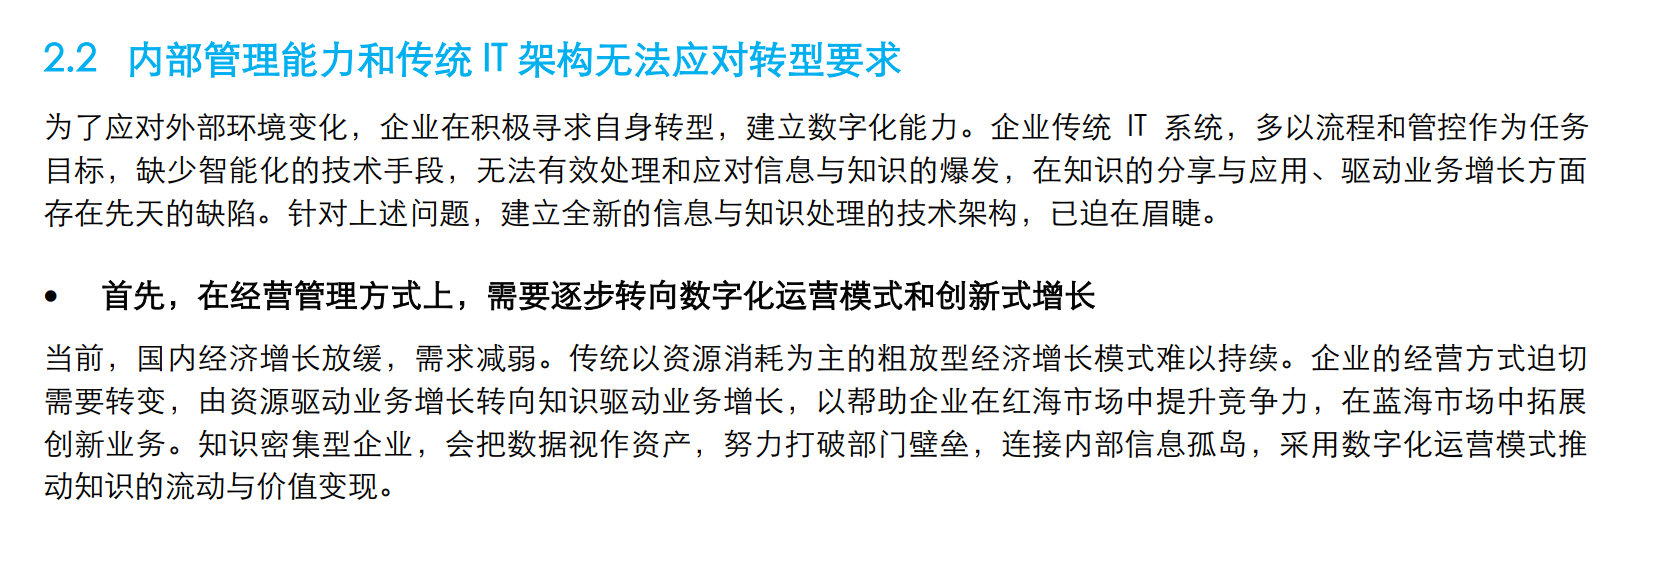 2.2 内部管理能力和传统 IT 架构无法应对转型要求
为了应对外部环境变化，企业在积极寻求自身转型，建立数字化能力。企业传统 IT 系统，多以流程和管控作为任务
目标，缺少智能化的技术手段，无法有效处理和应对信息与知识的爆发，在知识的分享与应用、驱动业务增长方面
存在先天的缺陷。针对上述问题，建立全新的信息与知识处理的技术架构，已迫在眉睫。
• 首先，在经营管理方式上，需要逐步转向数字化运营模式和创新式增长
当前，国内经济增长放缓，需求减弱。传统以资源消耗为主的粗放型经济增长模式难以持续。企业的经营方式迫切
需要转变，由资源驱动业务增长转向知识驱动业务增长，以帮助企业在红海市场中提升竞争力，在蓝海市场中拓展
创新业务。知识密集型企业，会把数据视作资产，努力打破部门壁垒，连接内部信息孤岛，采用数字化运营模式推
动知识的流动与价值变现。